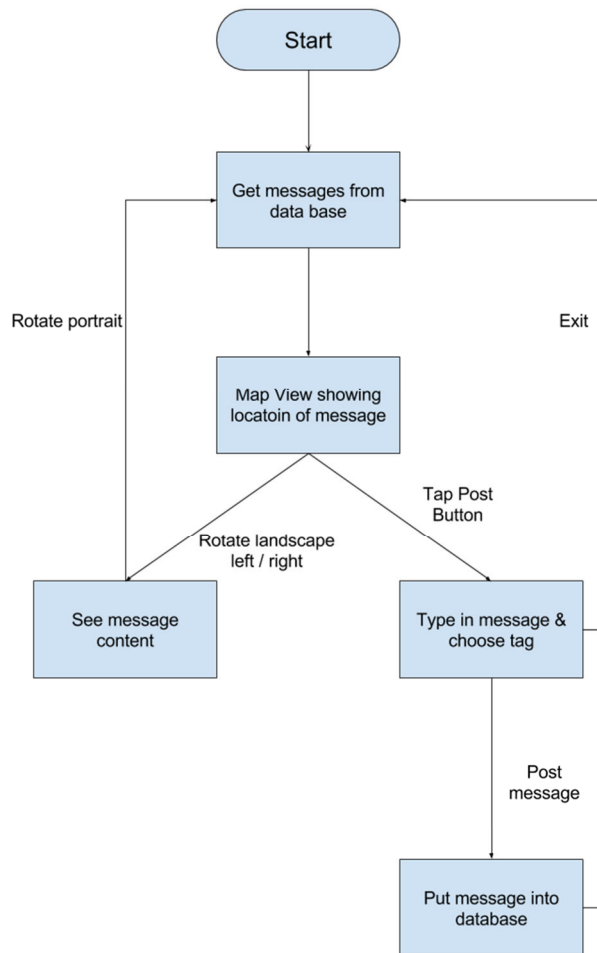 Start
Get messages from
data base
Rotate portrait
Exit
Map View showing
locatoin of message
Tap Post
Button
Rotate landscape
left / right
See message
content
Type in message &
choose tag
Post
message
Put message into
database